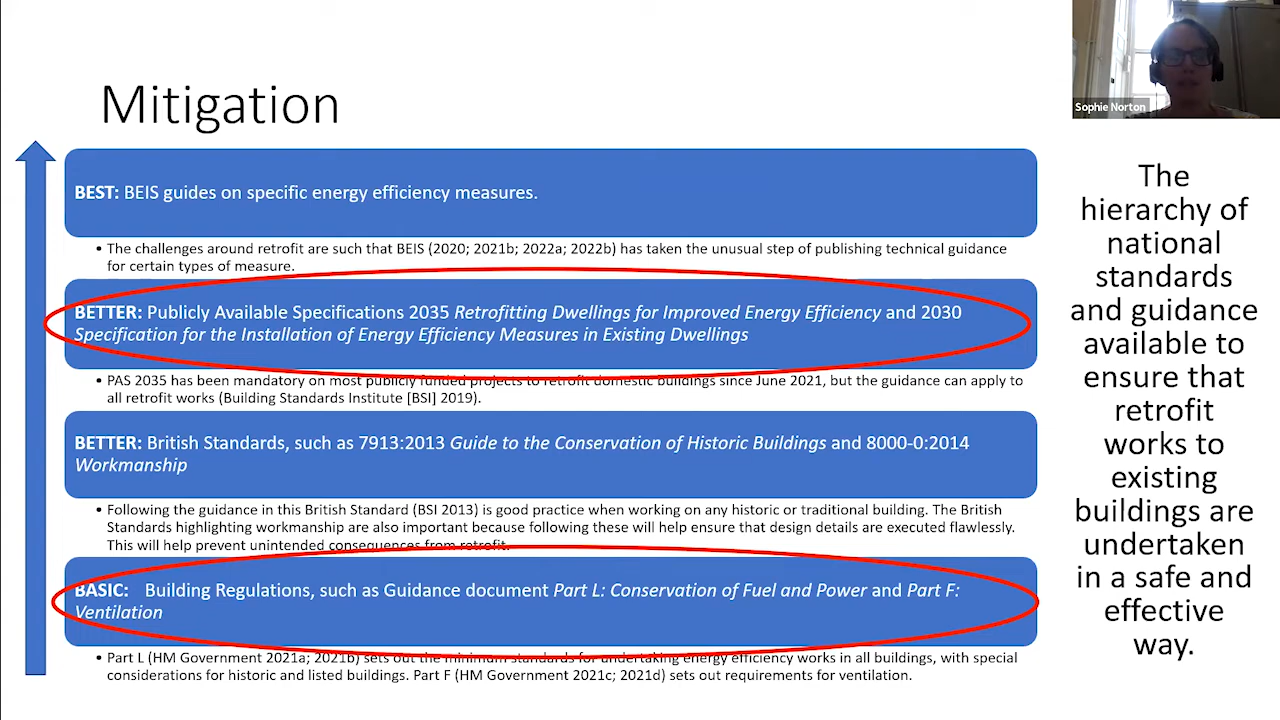 Mitigation
BEST: BEIS guides on specific energy efficiency measures.
• The challenges around retrofit are such that BEIS (2020; 2021b; 2022a; 2022b) has taken the unusual step of publishing technical guidance
for certain types of measure.
BETTER: Publicly Available Specifications 2035 Retrofitting Dwellings for Improved Energy Efficiency and 2030
Specification for the Installation of Energy Efficiency Measures in Existing Dwellings
• PAS 2035 has been mandatory on most publicly funded projects to retrofit domestic buildings since June 2021, but the guidance can apply to
all retrofit works (Building Standards Institute [BSI] 2019).
BETTER: British Standards, such as 7913:2013 Guide to the Conservation of Historic Buildings and 8000-0:2014
Workmanship
• Following the guidance in this British Standard (BSI 2013) is good practice when working on any historic or traditional building. The British
Standards highlighting workmanship are also important because following these will help ensure that design details are executed flawlessly.
This will help prevent unintended consequences from retrofit.
BASIC: Building Regulations, such as Guidance document Part L: Conservation of Fuel and Power and Part F:
Ventilation
• Part L (HM Government 2021a; 2021b) sets out the minimum standards for undertaking energy efficiency works in all buildings, with special
considerations for historic and listed buildings. Part F (HM Government 2021c; 2021d) sets out requirements for ventilation.
Sophie Norton
The
hierarchy of
national
standards
and guidance
available to
ensure that
retrofit
works to
existing
buildings are
undertaken
in a safe and
effective
way.